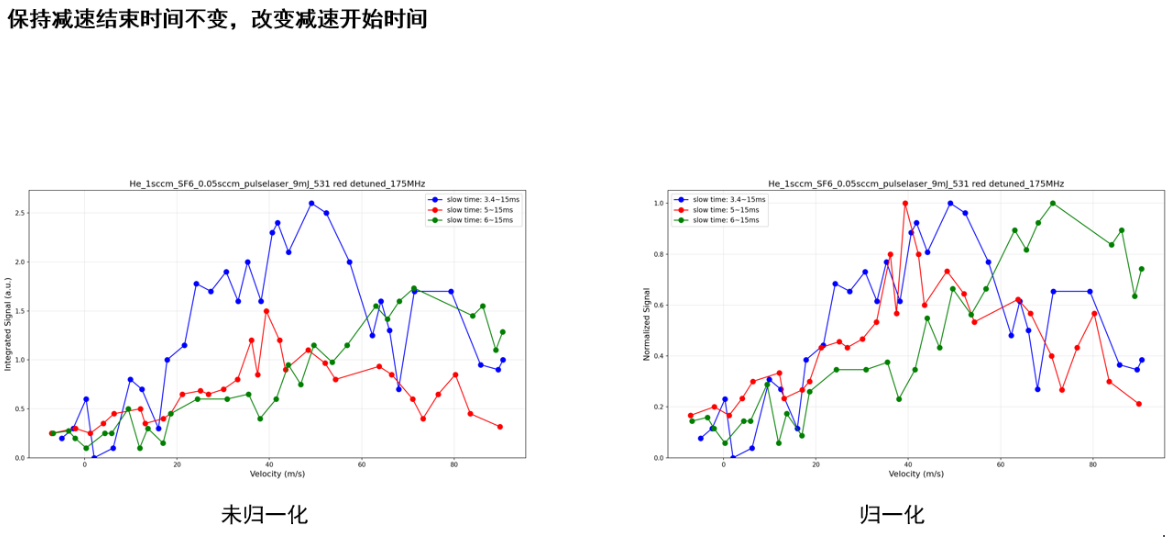 保持减速结束时间不变，改变减速开始时间
He_1sccm_SF6_0.05sccm_pulselaser_9mJ_531 red detuned_175MHz
slow time: 3.4~15ms
slow time: 5~15ms
slow time: 6~15ms
Integrated Signal (a.u.)
2.5
2.0
1.5
1.0
0.5
0.0
0 20 40 60 80
Velocity (m/s)
未归一化
He_1sccm_SF6_0.05sccm_pulselaser_9mJ_531 red detuned_175MHz
slow time: 3.4~15ms
slow time: 5~15ms
slow time: 6~15ms
Normalized Signal
1.0
0.8
0.6
0.4
0.2
0.0
0 20 40 60 80
Velocity (m/s)
归一化